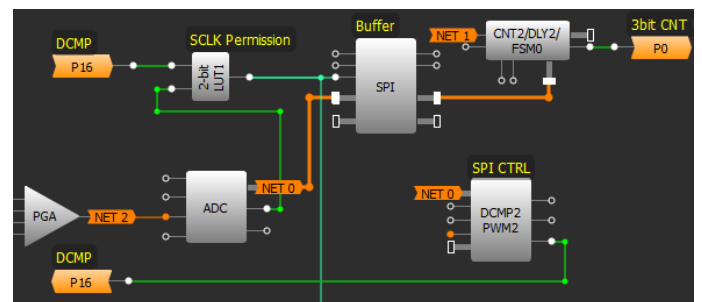 Buffer
3bit CNT
DCMP
SCLK Permission
NET 1
CNT2/DLY2/
FSM0
P0
P16
2-bit
LUT1
SPI
NET 0
ADC
SPI CTRL
PGA
NET 2
NET 0
DCMP2
PWM2
DCMP
P16